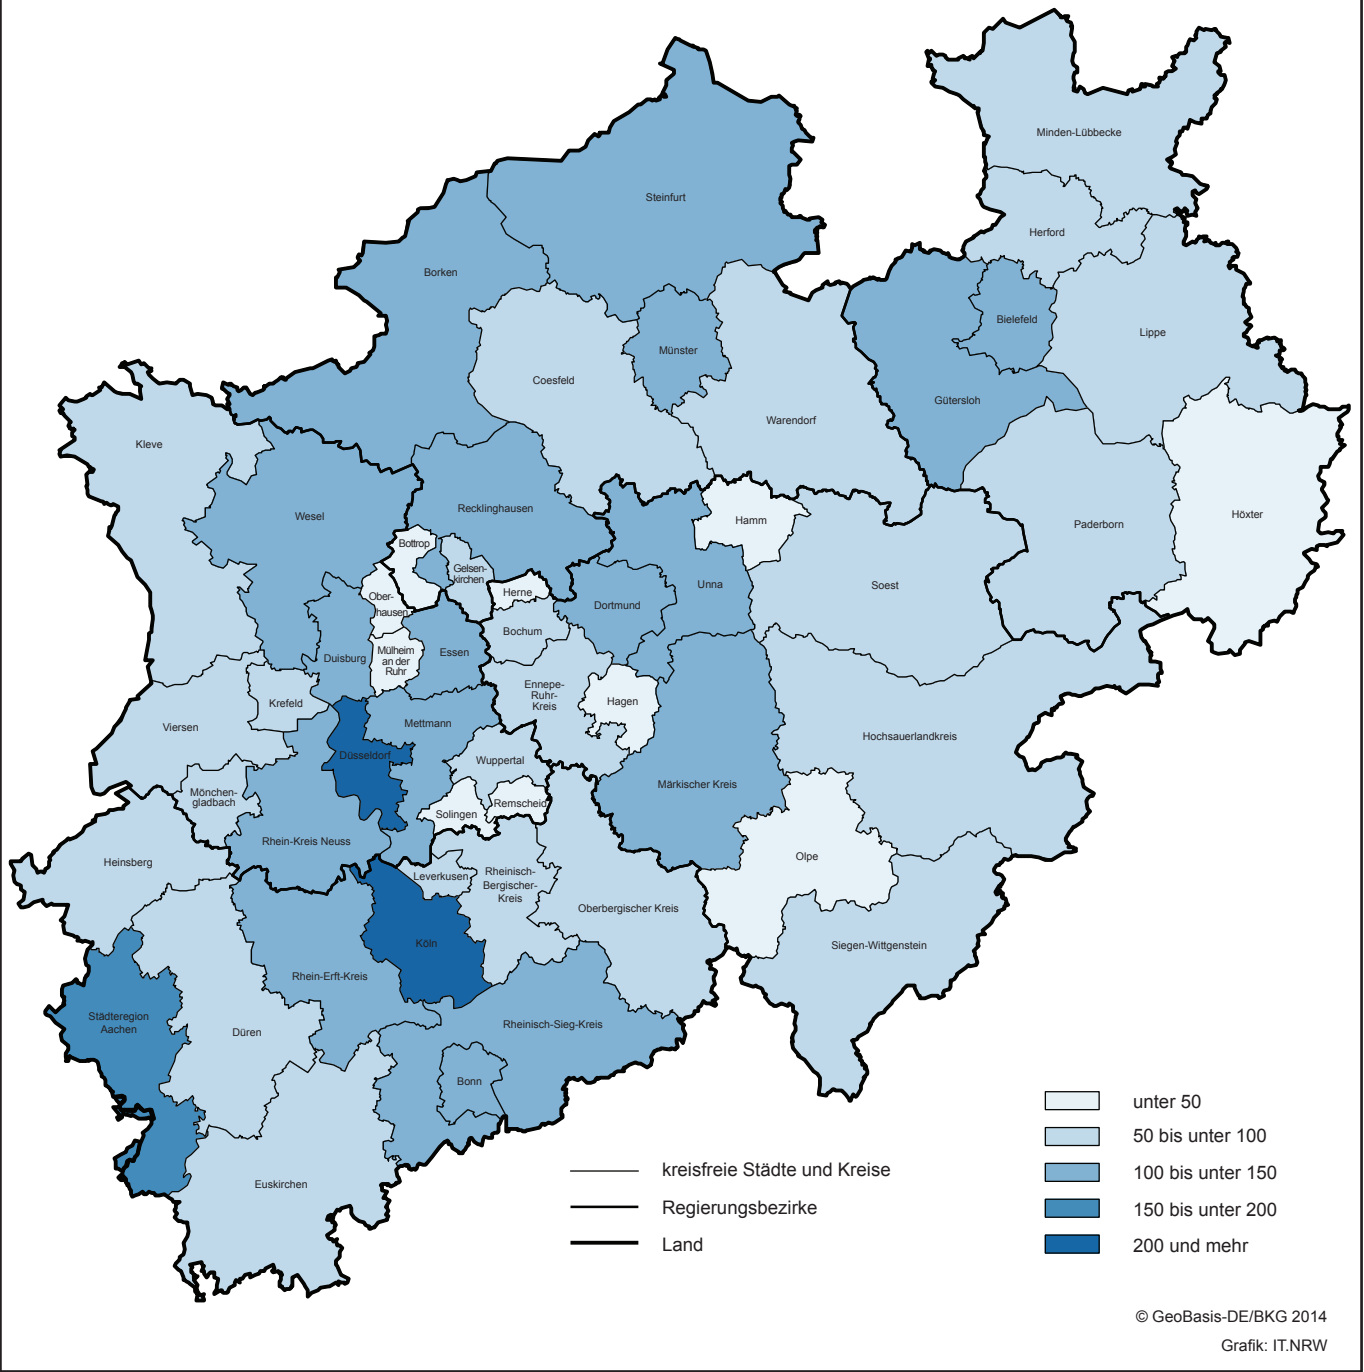 Minden-Lübbecke
Steinfurt
Herford
Borken
Bielefeld
Lippe
Münster
Coesfeld
Gütersloh
Warendorf
Kleve
Recklinghausen
Wesel
Hamm
Höxter
Paderborn
Bottrop
Gelsen-
kirchen
Unna
Soest
Herne
Ober-
hausen
Dortmund
Bochum
Duisburg
Mülheim
an der
Ruhr
Essen
Ennepe-
Ruhr-
Kreis
Hagen
Krefeld
Viersen
Mettmann
Hochsauerlandkreis
Düsseldorf
Wuppertal
Märkischer Kreis
Mönchen-
gladbach
Solingen
Remscheid
Rhein-Kreis Neuss
Olpe
Heinsberg
Leverkusen
Rheinisch-
Bergischer-
Kreis
Oberbergischer Kreis
Köln
Siegen-Wittgenstein
Rhein-Erft-Kreis
Städteregion
Aachen
Düren
Rheinisch-Sieg-Kreis
Bonn
Euskirchen
kreisfreie Städte und Kreise
Regierungsbezirke
Land
unter 50
50 bis unter 100
100 bis unter 150
150 bis unter 200
200 und mehr
© GeoBasis-DE/BKG 2014
Grafik: IT.NRW